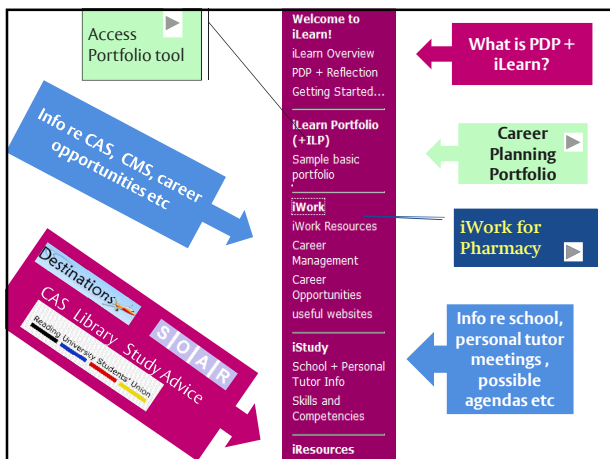 Access
Portfolio tool
Info re CAS, CMS, career
opportunities etc
Destinations
SOAR
CAS Library Study Advice
Reading University Students' Union
Welcome to
iLearn!
iLearn Overview
PDP + Reflection
Getting Started...
iLearn Portfolio
(+ILP)
Sample basic
portfolio
iWork
iWork Resources
Career
Management
Career
Opportunities
useful websites
iStudy
School + Personal
Tutor Info
Skills and
Competencies
iResources
What is PDP +
iLearn?
Career
Planning
Portfolio
iWork for
Pharmacy
Info re school,
personal tutor
meetings ,
possible
agendas etc